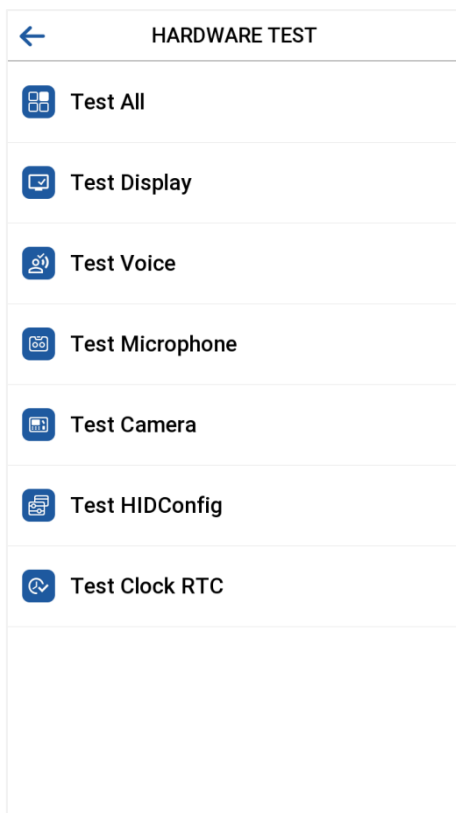 HARDWARE TEST
Test All
Test Display
Test Voice
Test Microphone
Test Camera
Test HIDConfig
Test Clock RTC